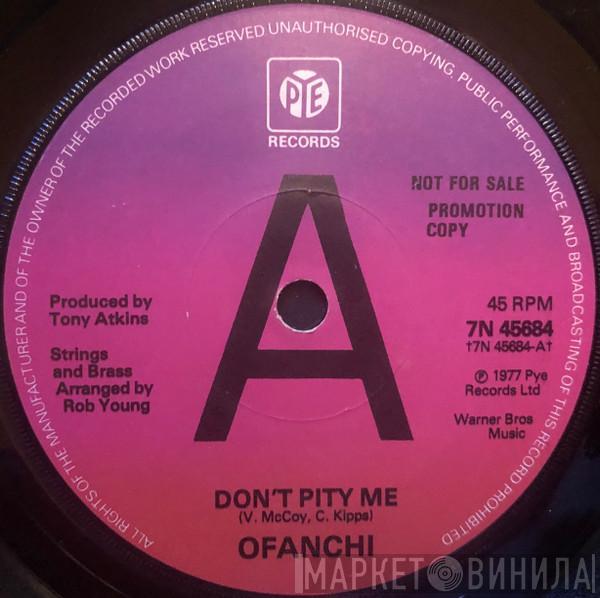 ALL RIGHTS OF THE MANUFACTURER AND OF THE OWNER OF THE RECORDED WORK RESERVED UNAUTHORISED COPYING, PUBLIC PERFORMANCE AND BROADCASTING OF THIS RECORD PROHIBITED
PYE
RECORDS
A
NOT FOR SALE
PROMOTION
COPY
Produced by
Tony Atkins
Strings
and Brass
Arranged by
Rob Young
45 RPM
7N 45684
†7N 45684-A†
℗ 1977 Pye
Records Ltd
Warner Bros
Music
DON'T PITY ME
(V. McCoy, C. Kipps)
OFANCHI
МАРКЕТ ВИНИЛА